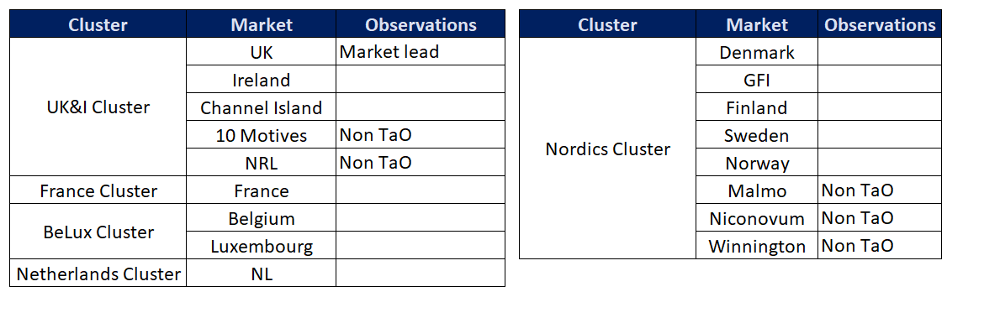 Cluster Market Observations
UK&I Cluster
UK Market lead
Ireland
Channel Island
10 Motives Non TaO
NRL Non TaO
France Cluster France
BeLux Cluster
Belgium
Luxembourg
Netherlands Cluster NL
Cluster Market Observations
Nordics Cluster
Denmark
GFI
Finland
Sweden
Norway
Malmo Non TaO
Niconovum Non TaO
Winnington Non TaO